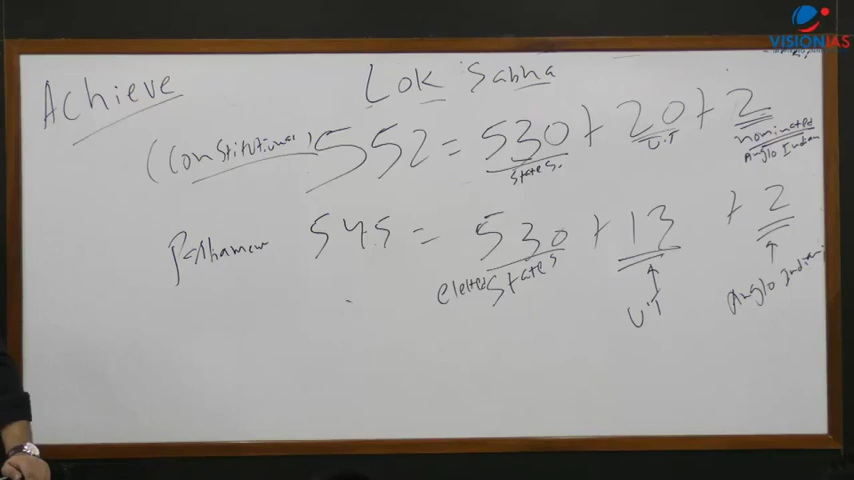 VISIONIAS
Achieve
Lok Sabha
(Constitutional) 552 = 530 + 20 + 2
States. U.T nominated
Anglo Indian
545 = 530 + 13 + 2
elected States
UT Anglo Indian